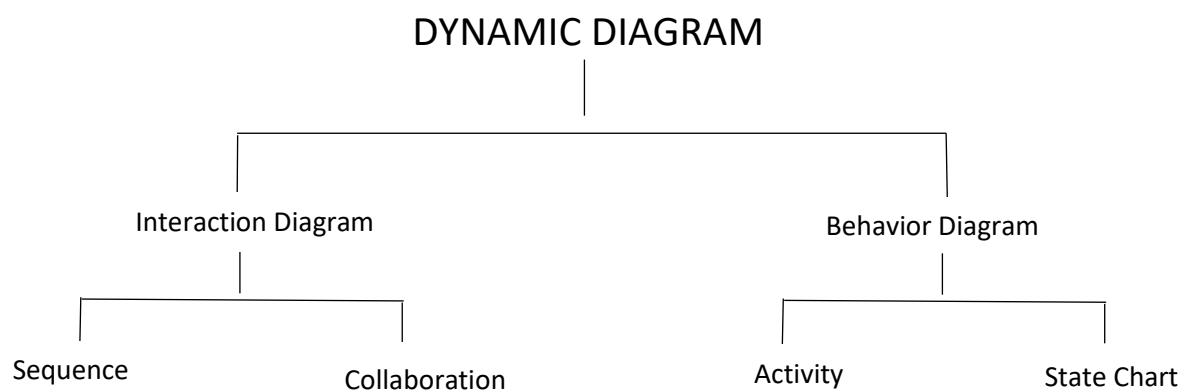 DYNAMIC DIAGRAM
Interaction Diagram
Behavior Diagram
Sequence
Collaboration
Activity
State Chart